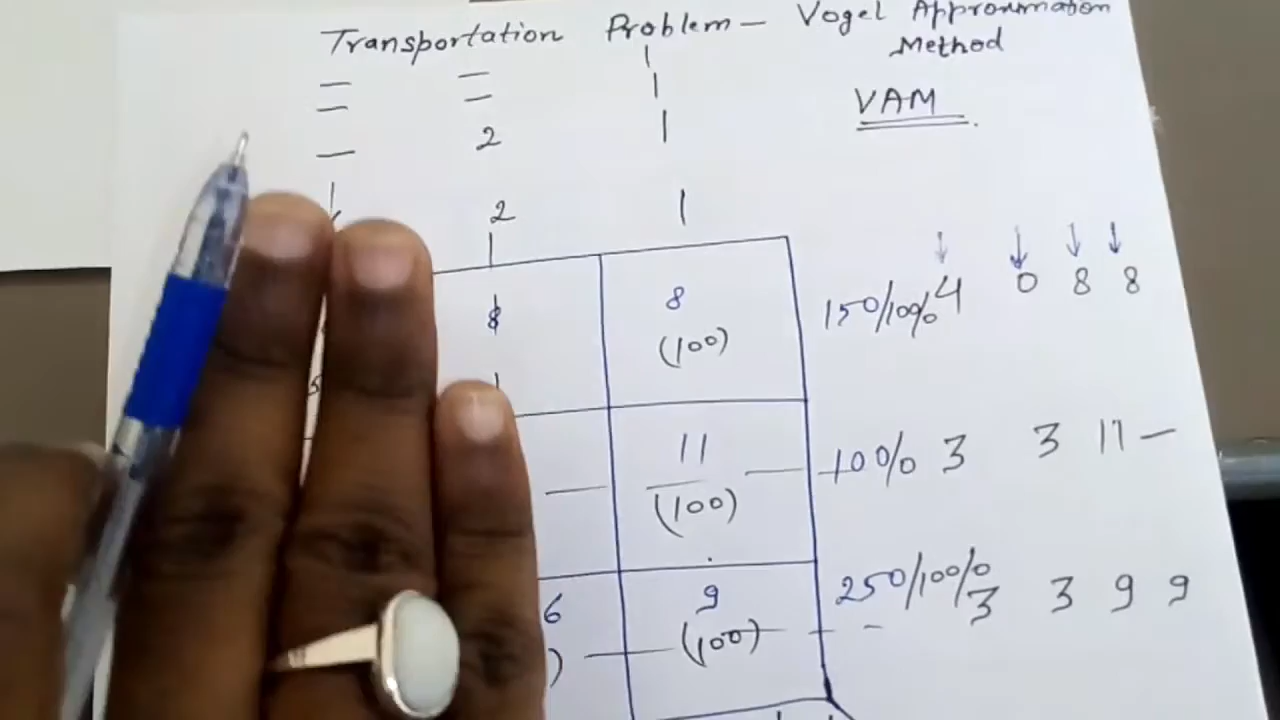 Transportation Problem – Vogel Approximation
Method
VAM
2 1
2 1
8 8 150/100/0 4 0 8 8
(100)
11 100/0 3 3 11 –
(100)
6 9 250/100/0 3 3 9 9
) (100)